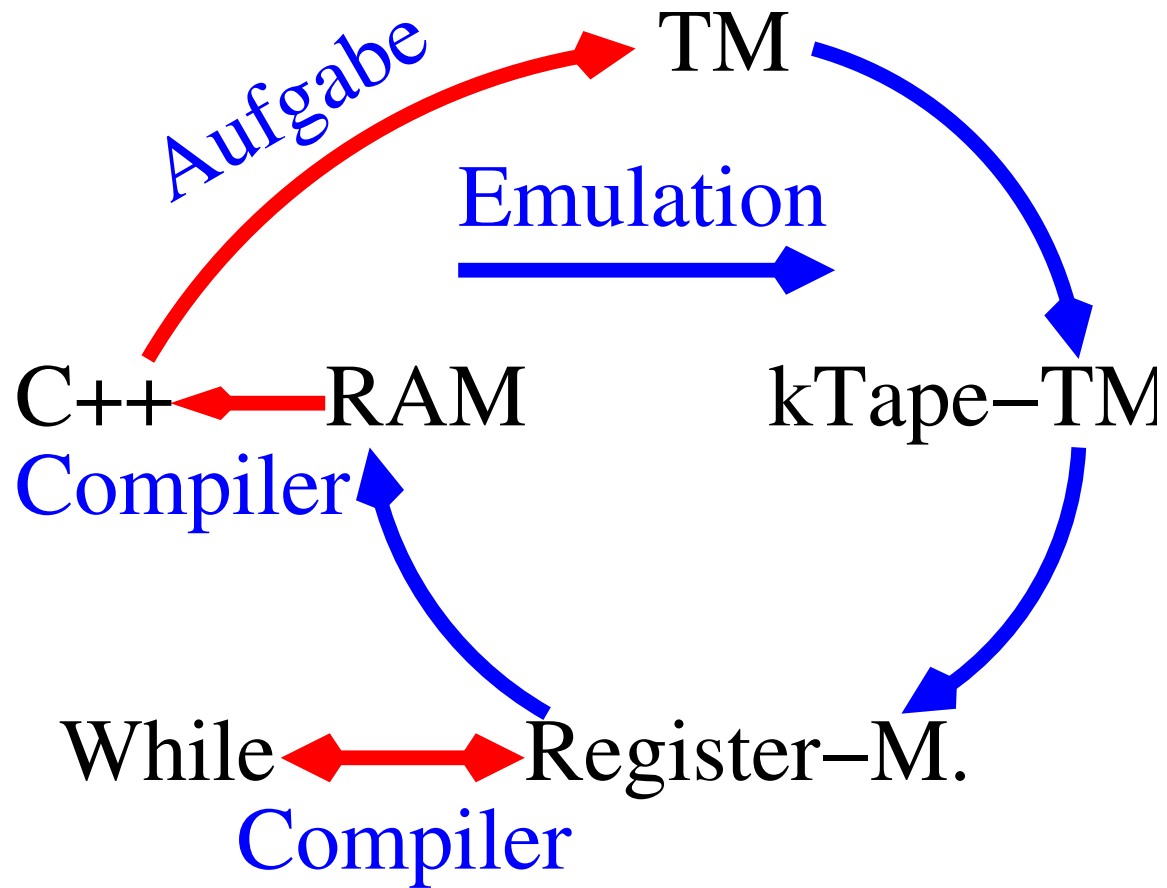 TM
Aufgabe
Emulation
C++ RAM kTape−TM
Compiler
While Register−M.
Compiler